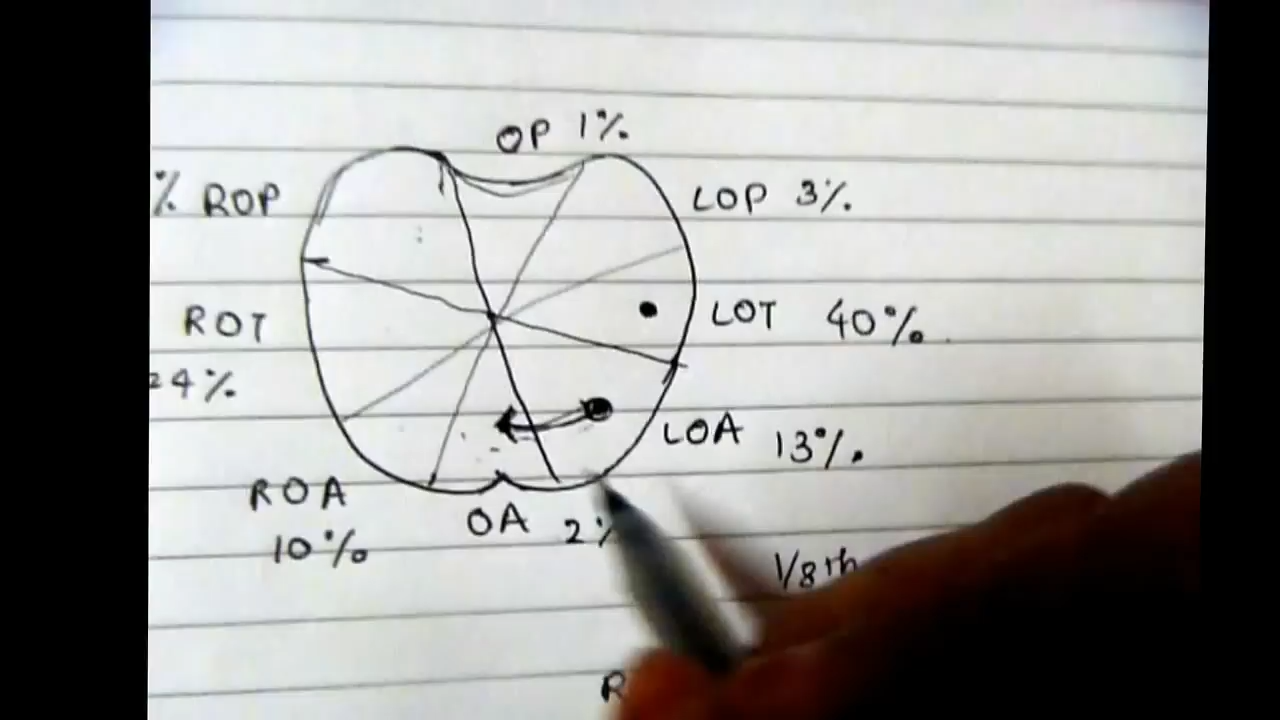 OP 1%
% ROP
LOP 3%
ROT
LOT 40%
24%
LOA 13%
ROA
10%
OA 2%
1/8th
R